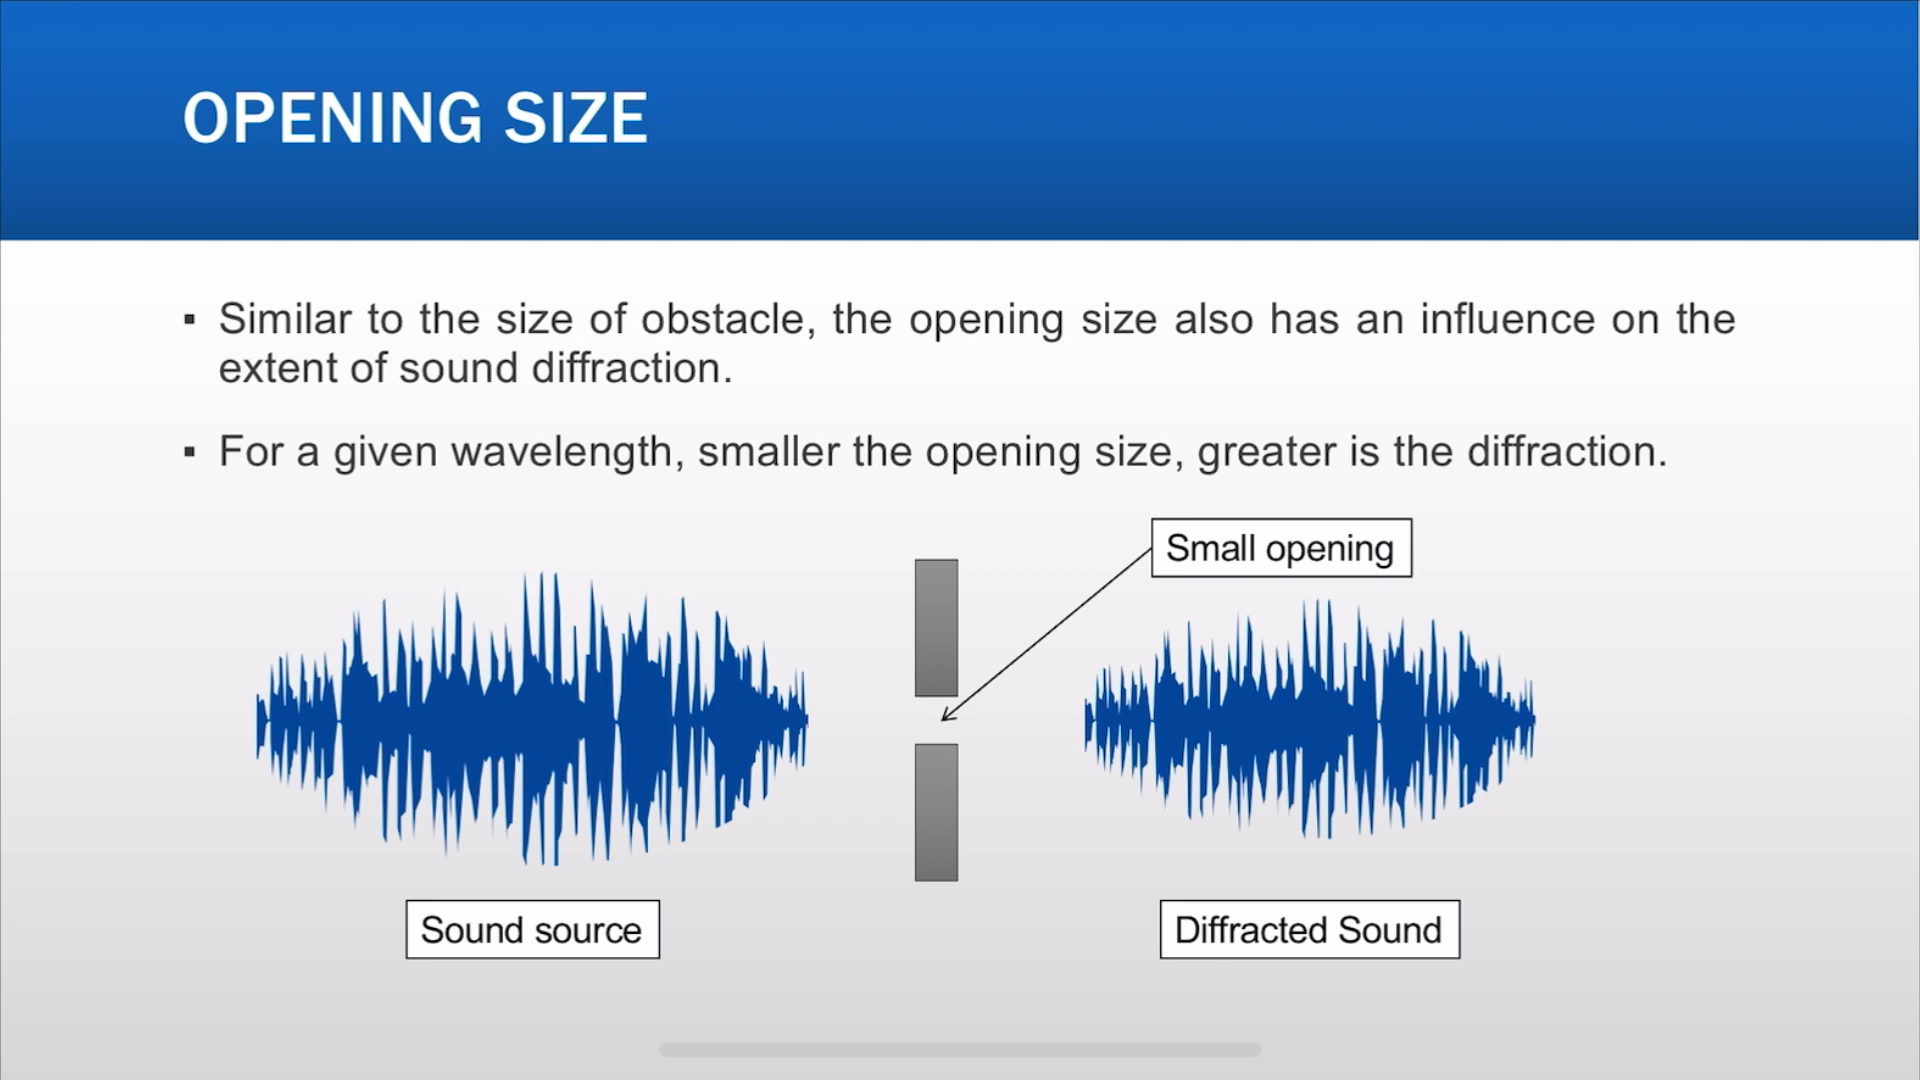 OPENING SIZE
▪ Similar to the size of obstacle, the opening size also has an influence on the
extent of sound diffraction.
▪ For a given wavelength, smaller the opening size, greater is the diffraction.
Small opening
Sound source
Diffracted Sound